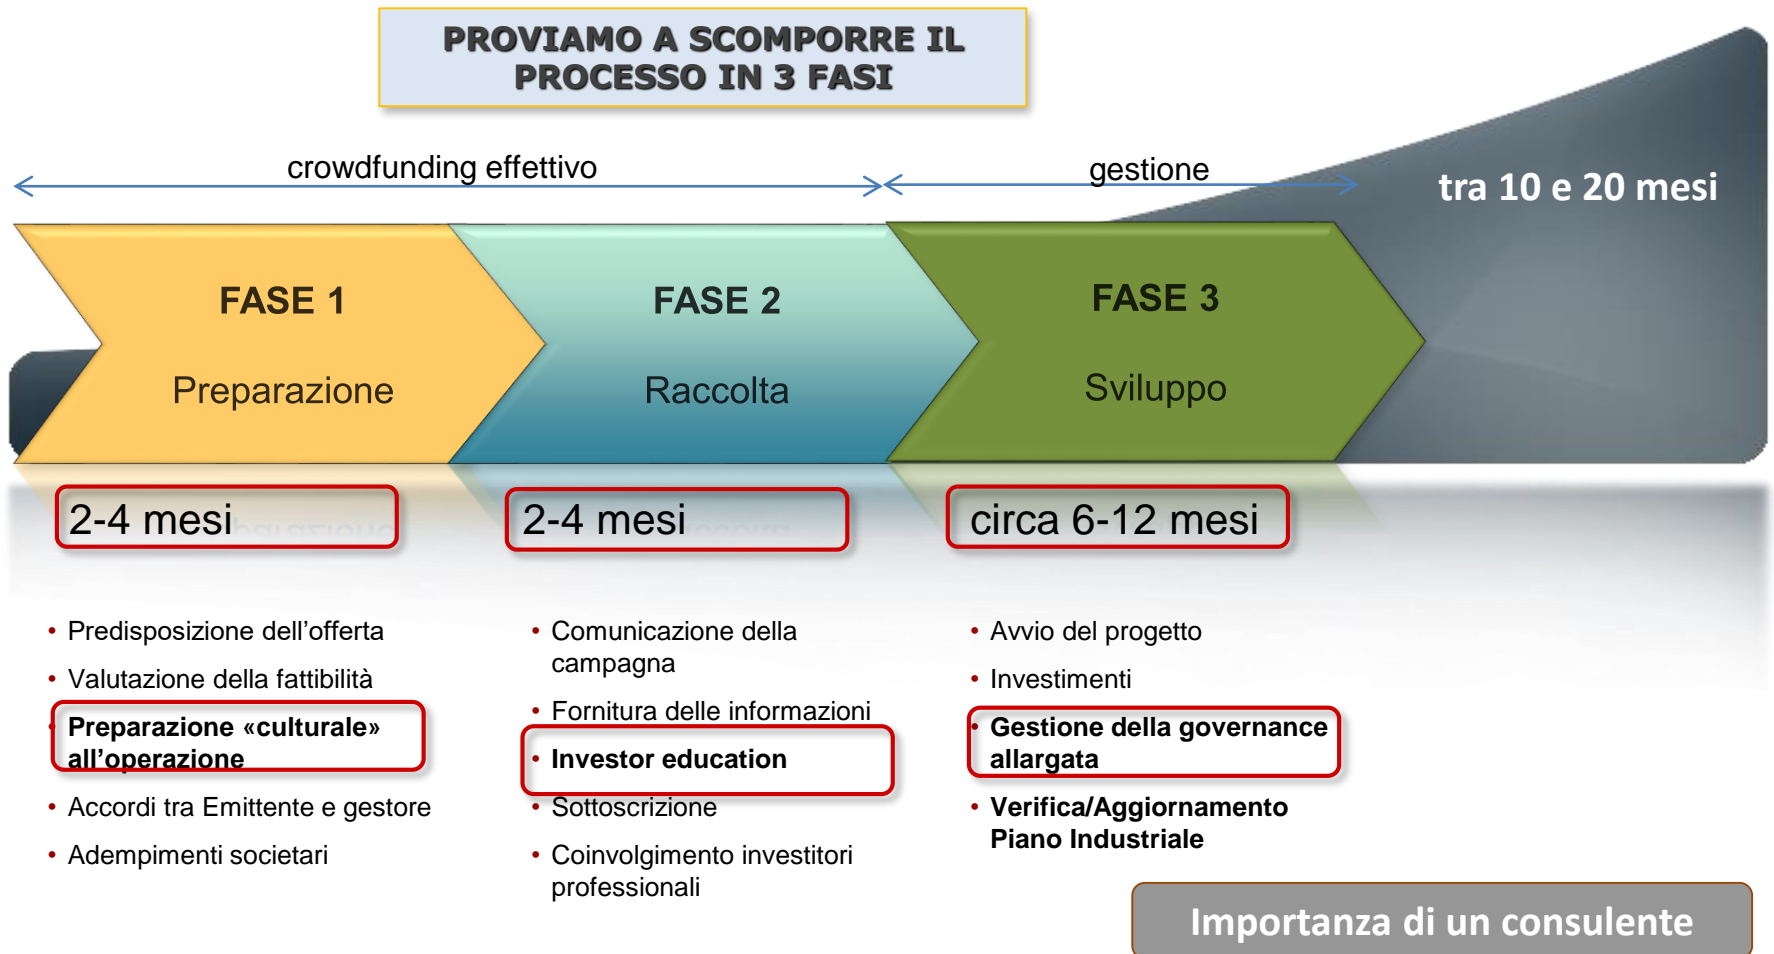 PROVIAMO A SCOMPORRE IL
PROCESSO IN 3 FASI
crowdfunding effettivo
gestione
tra 10 e 20 mesi
FASE 1
Preparazione
FASE 2
Raccolta
FASE 3
Sviluppo
2-4 mesi
2-4 mesi
circa 6-12 mesi
• Predisposizione dell’offerta
• Valutazione della fattibilità
• Preparazione «culturale»
all’operazione
• Accordi tra Emittente e gestore
• Adempimenti societari
• Comunicazione della
campagna
• Fornitura delle informazioni
• Investor education
• Sottoscrizione
• Coinvolgimento investitori
professionali
• Avvio del progetto
• Investimenti
• Gestione della governance
allargata
• Verifica/Aggiornamento
Piano Industriale
Importanza di un consulente